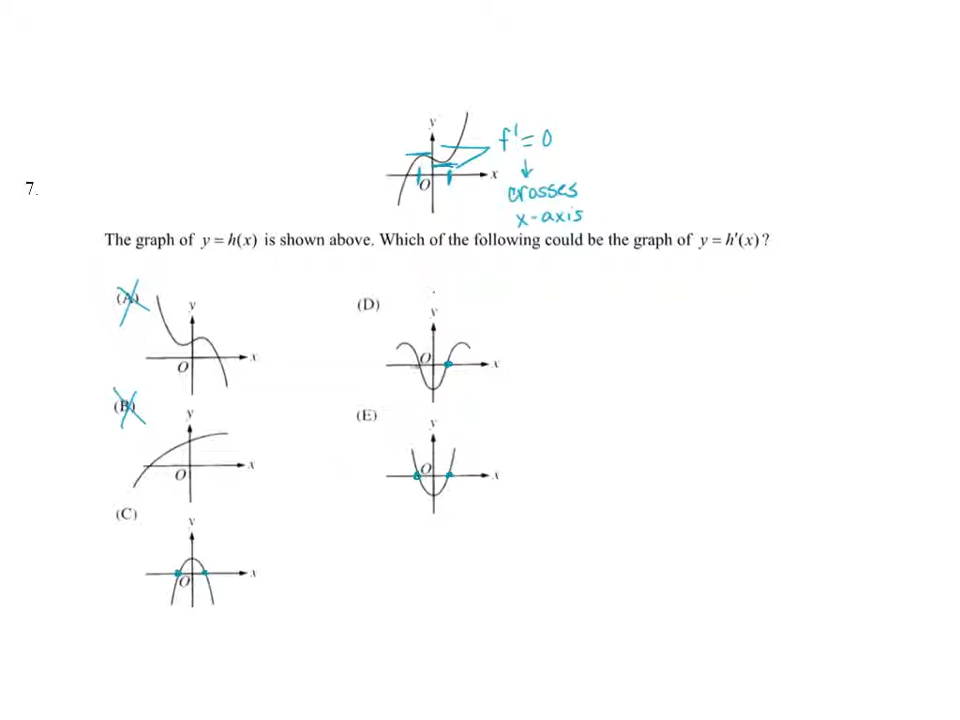 y
f' = 0
x
O
↓
crosses
7.
x-axis
The graph of y = h(x) is shown above. Which of the following could be the graph of y = h'(x) ?
(A)
y
x
O
(B)
y
x
O
(C)
y
x
O
(D)
y
O
x
(E)
y
O
x